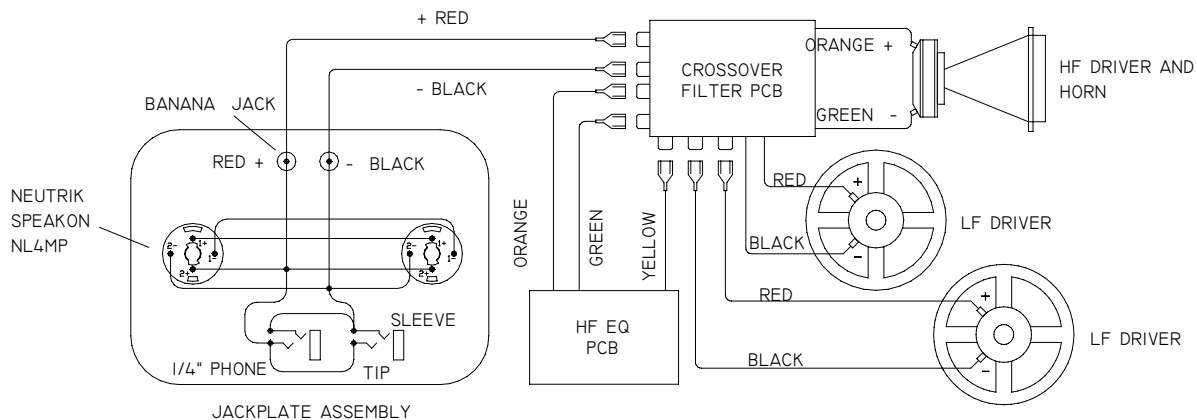 + RED
- BLACK
BANANA JACK
RED +
- BLACK
NEUTRIK
SPEAKON
NL4MP
2-
1+
1-
2+
2-
1+
1-
2+
SLEEVE
1/4" PHONE
TIP
JACKPLATE ASSEMBLY
ORANGE
GREEN
YELLOW
HF EQ
PCB
CROSSOVER
FILTER PCB
ORANGE +
GREEN -
HF DRIVER AND
HORN
RED
BLACK
+
-
LF DRIVER
RED
BLACK
+
-
LF DRIVER